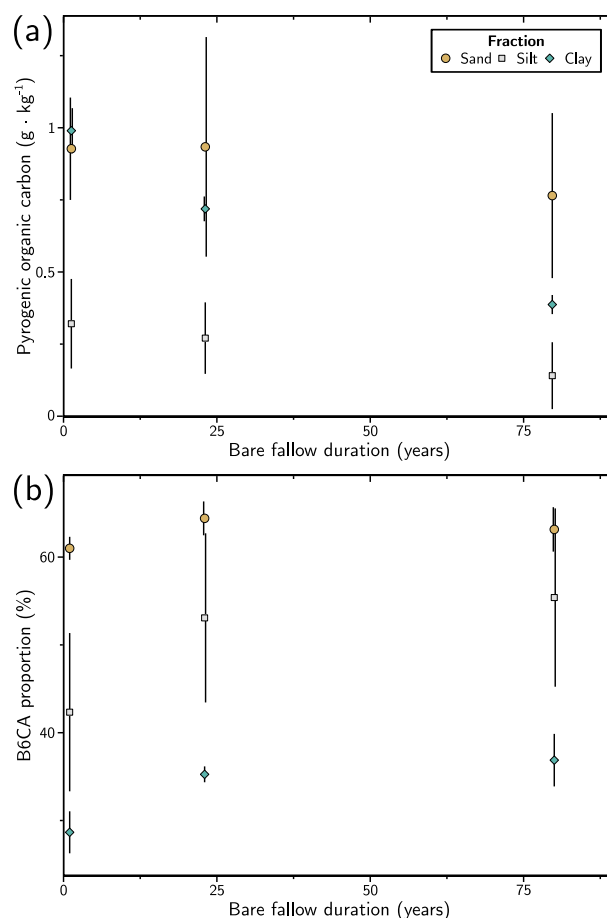 (a)
Fraction
Sand Silt Clay
Pyrogenic organic carbon (g · kg⁻¹)
1
0.5
0
0 25 50 75
Bare fallow duration (years)
(b)
B6CA proportion (%)
60
40
0 25 50 75
Bare fallow duration (years)